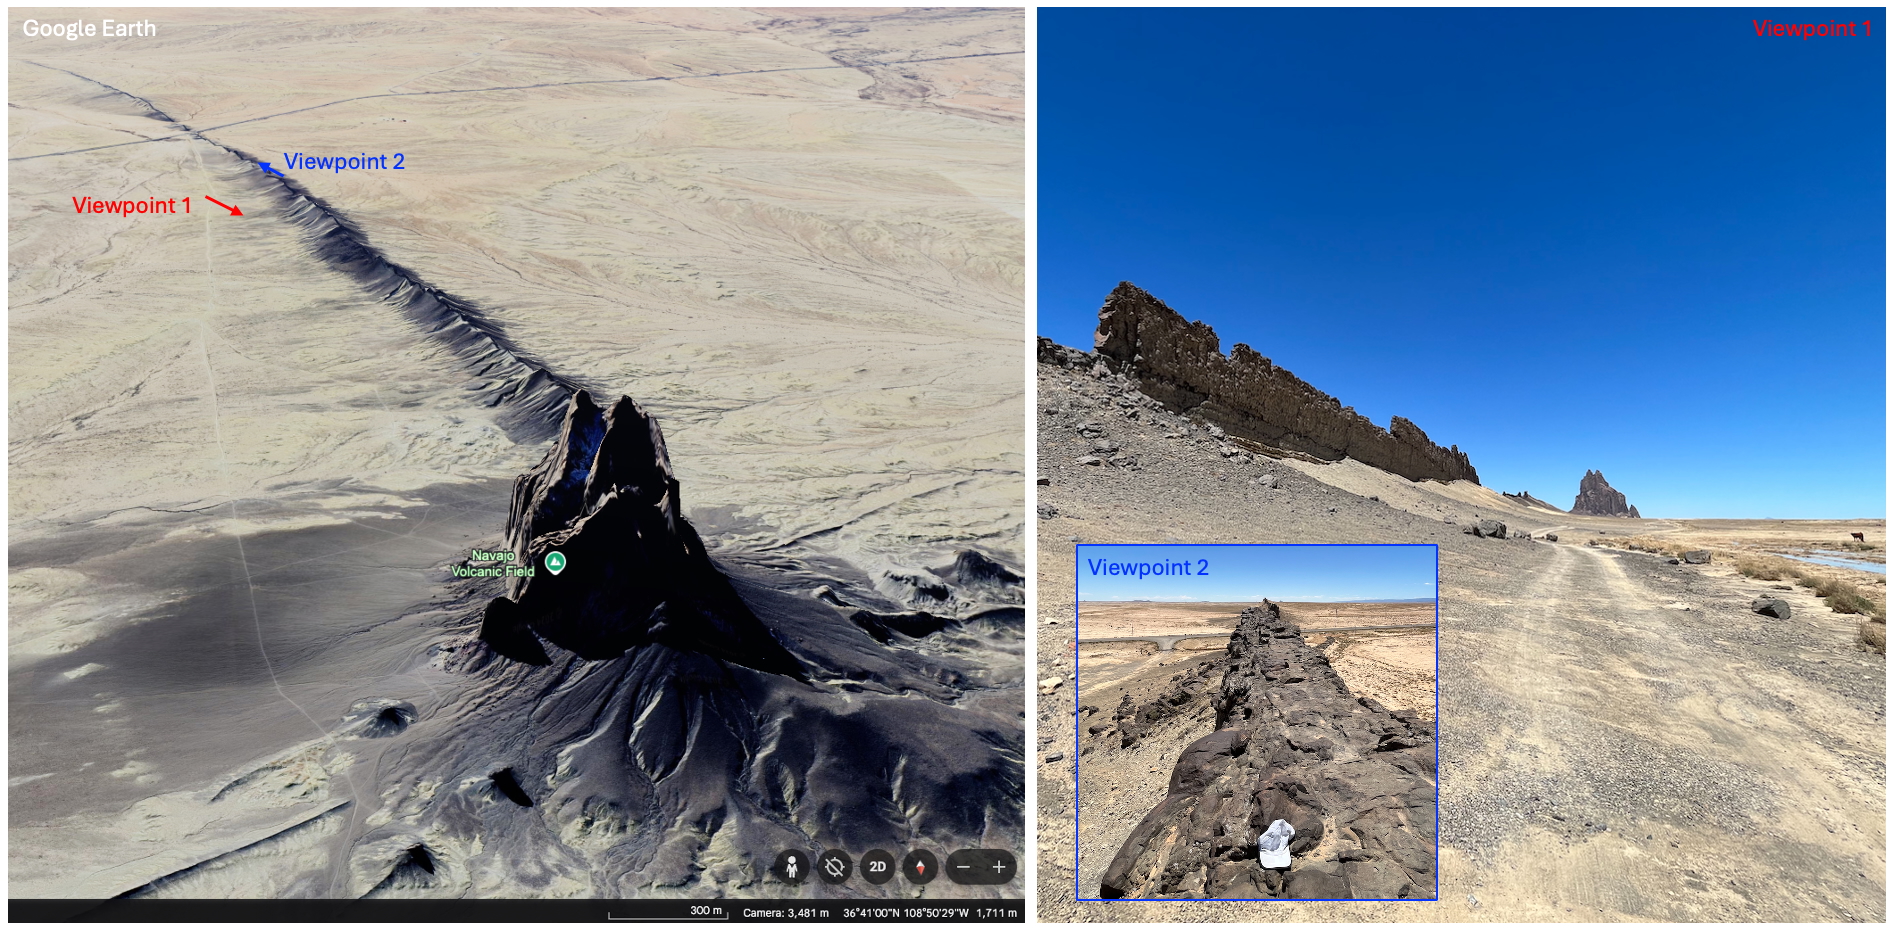 Google Earth
Viewpoint 1
Viewpoint 2
Viewpoint 1
Navajo
Volcanic Field
2D
300 m
Camera: 3,481 m
36°41'00"N 108°50'29"W
1,711 m
Viewpoint 2